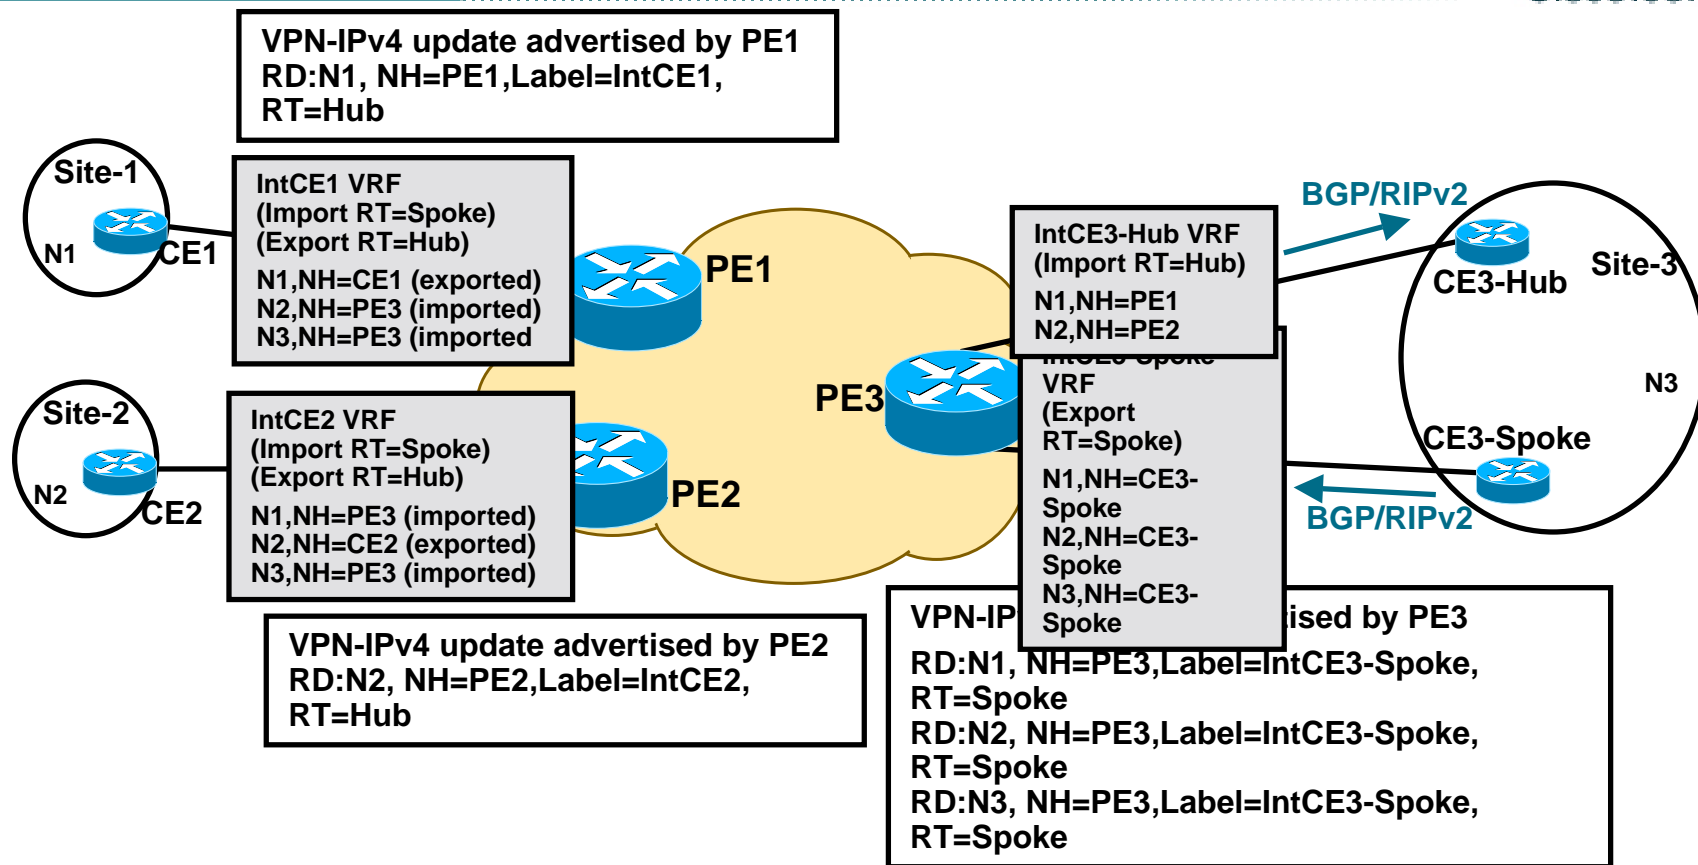 VPN-IPv4 update advertised by PE1
RD:N1, NH=PE1,Label=IntCE1,
RT=Hub
Site-1
N1
CE1
IntCE1 VRF
(Import RT=Spoke)
(Export RT=Hub)
N1,NH=CE1 (exported)
N2,NH=PE3 (imported)
N3,NH=PE3 (imported
PE1
Site-2
N2
CE2
IntCE2 VRF
(Import RT=Spoke)
(Export RT=Hub)
N1,NH=PE3 (imported)
N2,NH=CE2 (exported)
N3,NH=PE3 (imported)
PE2
PE3
IntCE3-Hub VRF
(Import RT=Hub)
N1,NH=PE1
N2,NH=PE2
VRF
(Export
RT=Spoke)
N1,NH=CE3-
Spoke
N2,NH=CE3-
Spoke
N3,NH=CE3-
Spoke
BGP/RIPv2
CE3-Hub
Site-3
N3
CE3-Spoke
BGP/RIPv2
VPN-IPv4 update advertised by PE2
RD:N2, NH=PE2,Label=IntCE2,
RT=Hub
by PE3
RD:N1, NH=PE3,Label=IntCE3-Spoke,
RT=Spoke
RD:N2, NH=PE3,Label=IntCE3-Spoke,
RT=Spoke
RD:N3, NH=PE3,Label=IntCE3-Spoke,
RT=Spoke